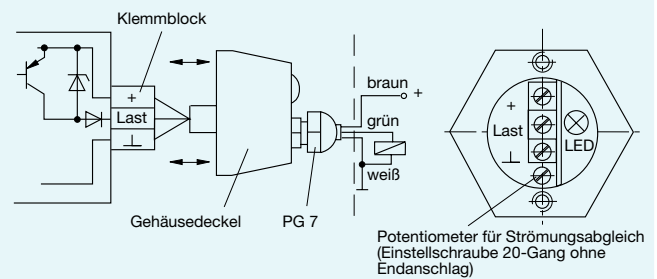 Klemmblock
+
Last
⊥
braun
+
grün
weiß
Gehäusedeckel
PG 7
+
Last
⊥
LED
Potentiometer für Strömungsabgleich
(Einstellschraube 20-Gang ohne
Endanschlag)